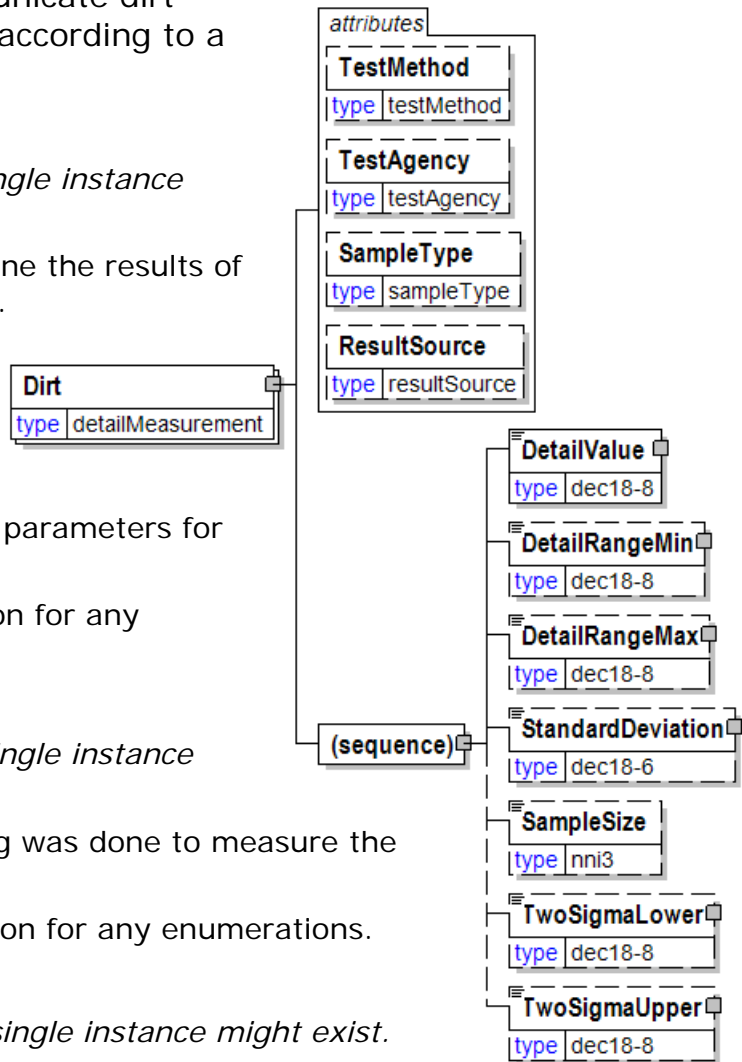 unicate dirt
according to a
ngle instance
ne the results of
.
parameters for
on for any
ingle instance
g was done to measure the
on for any enumerations.
single instance might exist.
Dirt
type detailMeasurement
attributes
TestMethod
type testMethod
TestAgency
type testAgency
SampleType
type sampleType
ResultSource
type resultSource
(sequence)
DetailValue
type dec18-8
DetailRangeMin
type dec18-8
DetailRangeMax
type dec18-8
StandardDeviation
type dec18-6
SampleSize
type nni3
TwoSigmaLower
type dec18-8
TwoSigmaUpper
type dec18-8